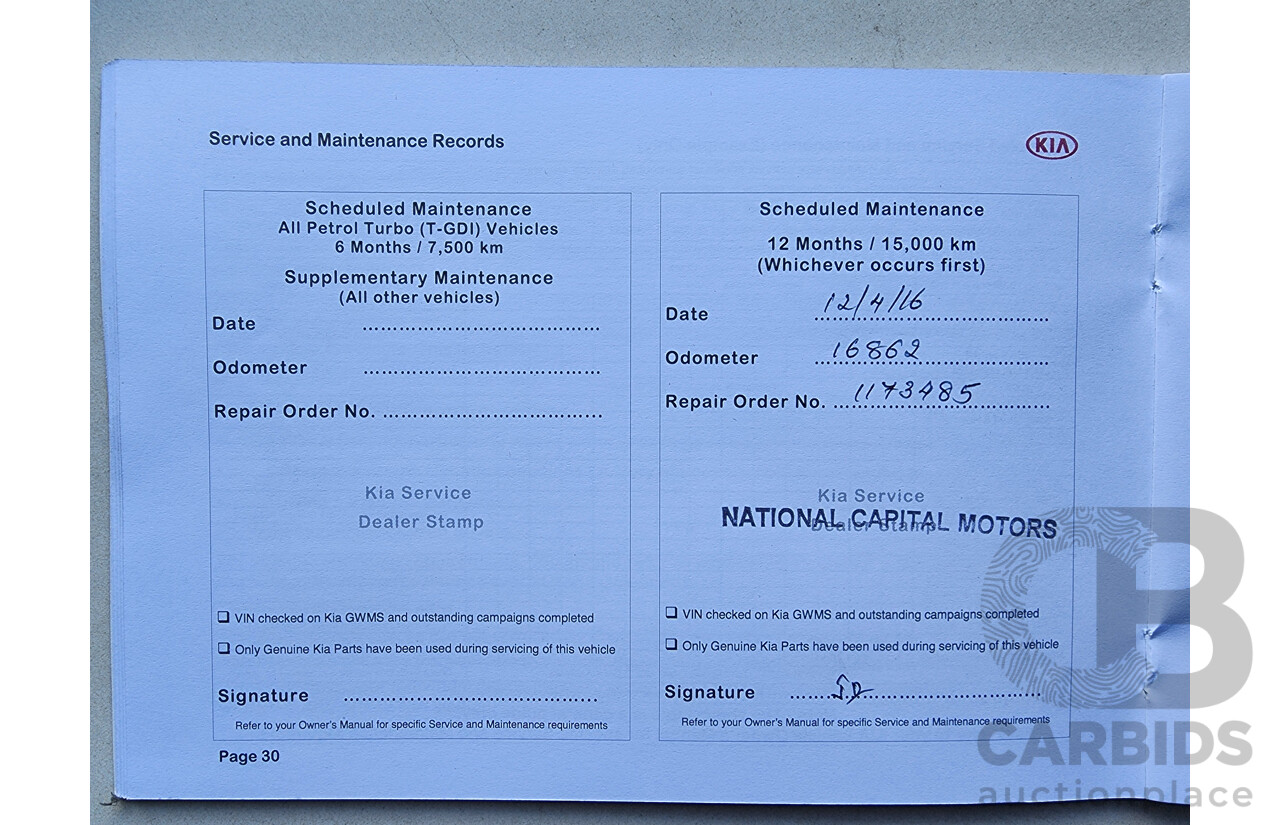 Service and Maintenance Records
KIA
Scheduled Maintenance
All Petrol Turbo (T-GDI) Vehicles
6 Months / 7,500 km
Supplementary Maintenance
(All other vehicles)
Date ......................................
Odometer ......................................
Repair Order No. ...................................
Kia Service
Dealer Stamp
❑ VIN checked on Kia GWMS and outstanding campaigns completed
❑ Only Genuine Kia Parts have been used during servicing of this vehicle
Signature .........................................
Refer to your Owner's Manual for specific Service and Maintenance requirements
Scheduled Maintenance
12 Months / 15,000 km
(Whichever occurs first)
Date 12/4/16
Odometer 16862
Repair Order No. 1173485
Kia Service
Dealer Stamp
NATIONAL CAPITAL MOTORS
❑ VIN checked on Kia GWMS and outstanding campaigns completed
❑ Only Genuine Kia Parts have been used during servicing of this vehicle
Signature .........................................
Refer to your Owner's Manual for specific Service and Maintenance requirements
Page 30
CB
CARBIDS
auctionplace